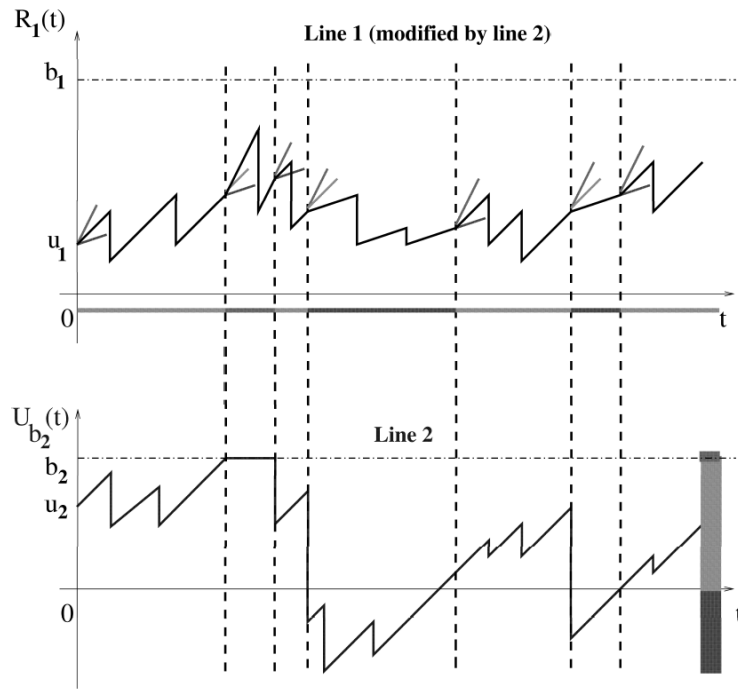 R1(t)
Line 1 (modified by line 2)
b1
u1
0
t
Ub2(t)
Line 2
b2
u2
0
t